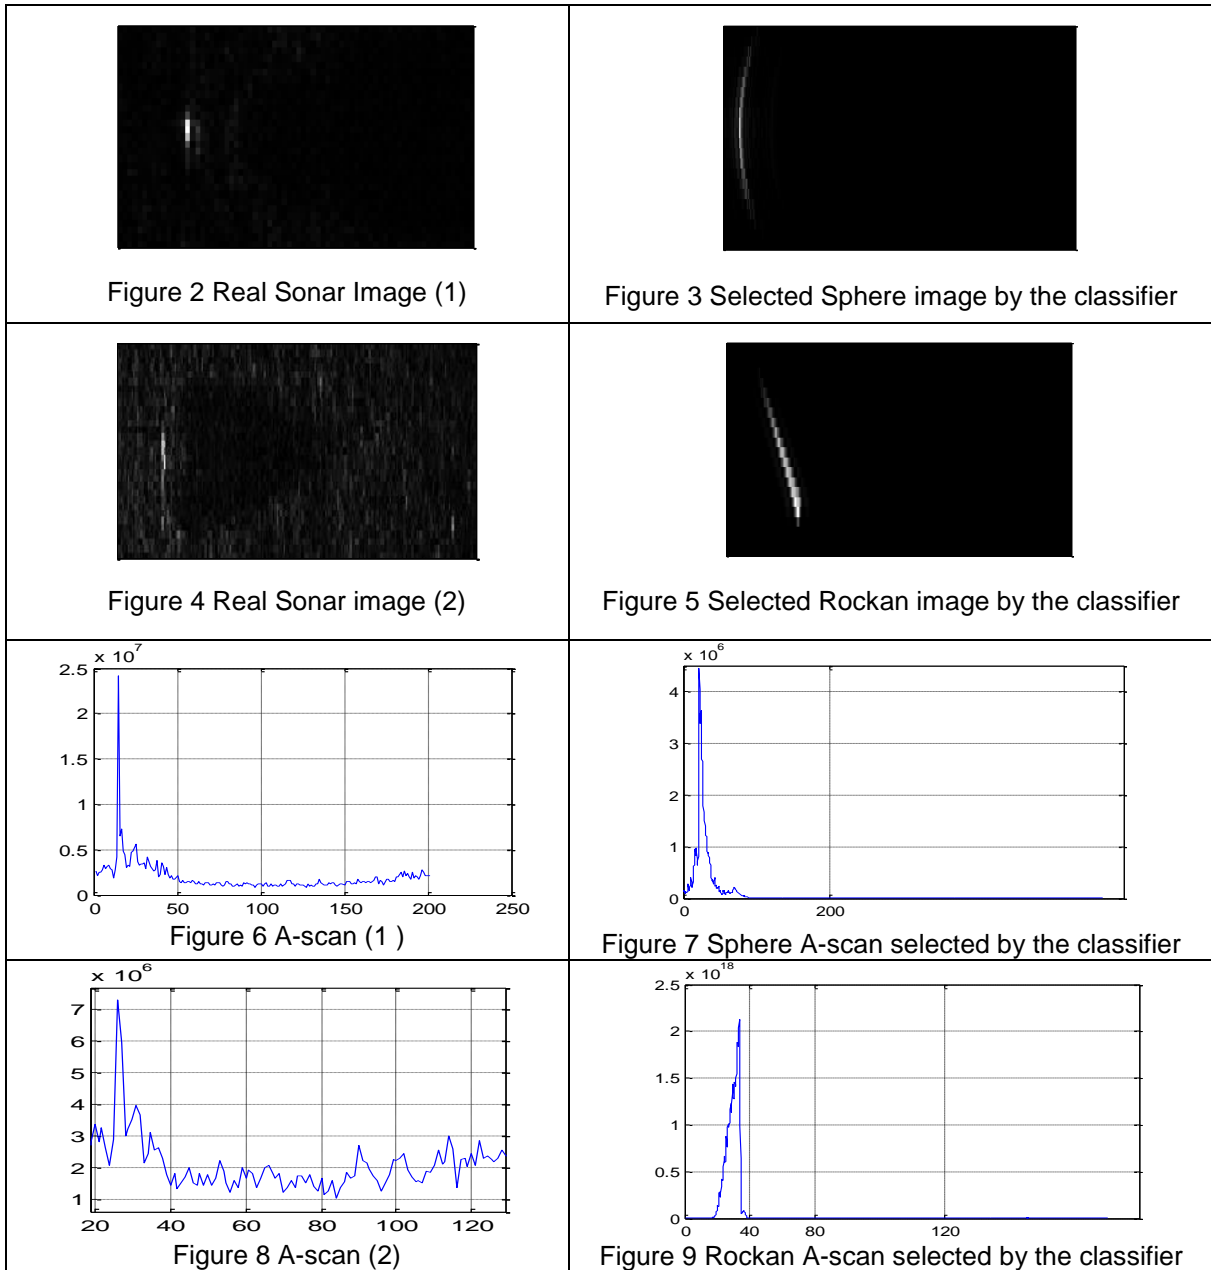 Figure 2 Real Sonar Image (1)
Figure 3 Selected Sphere image by the classifier
Figure 4 Real Sonar image (2)
Figure 5 Selected Rockan image by the classifier
x 10^7
2.5
2
1.5
1
0.5
0
0 50 100 150 200 250
Figure 6 A-scan (1 )
x 10^6
4
3
2
1
0
0 200
Figure 7 Sphere A-scan selected by the classifier
x 10^6
7
6
5
4
3
2
1
20 40 60 80 100 120
Figure 8 A-scan (2)
x 10^18
2.5
2
1.5
1
0.5
0
0 40 80 120
Figure 9 Rockan A-scan selected by the classifier